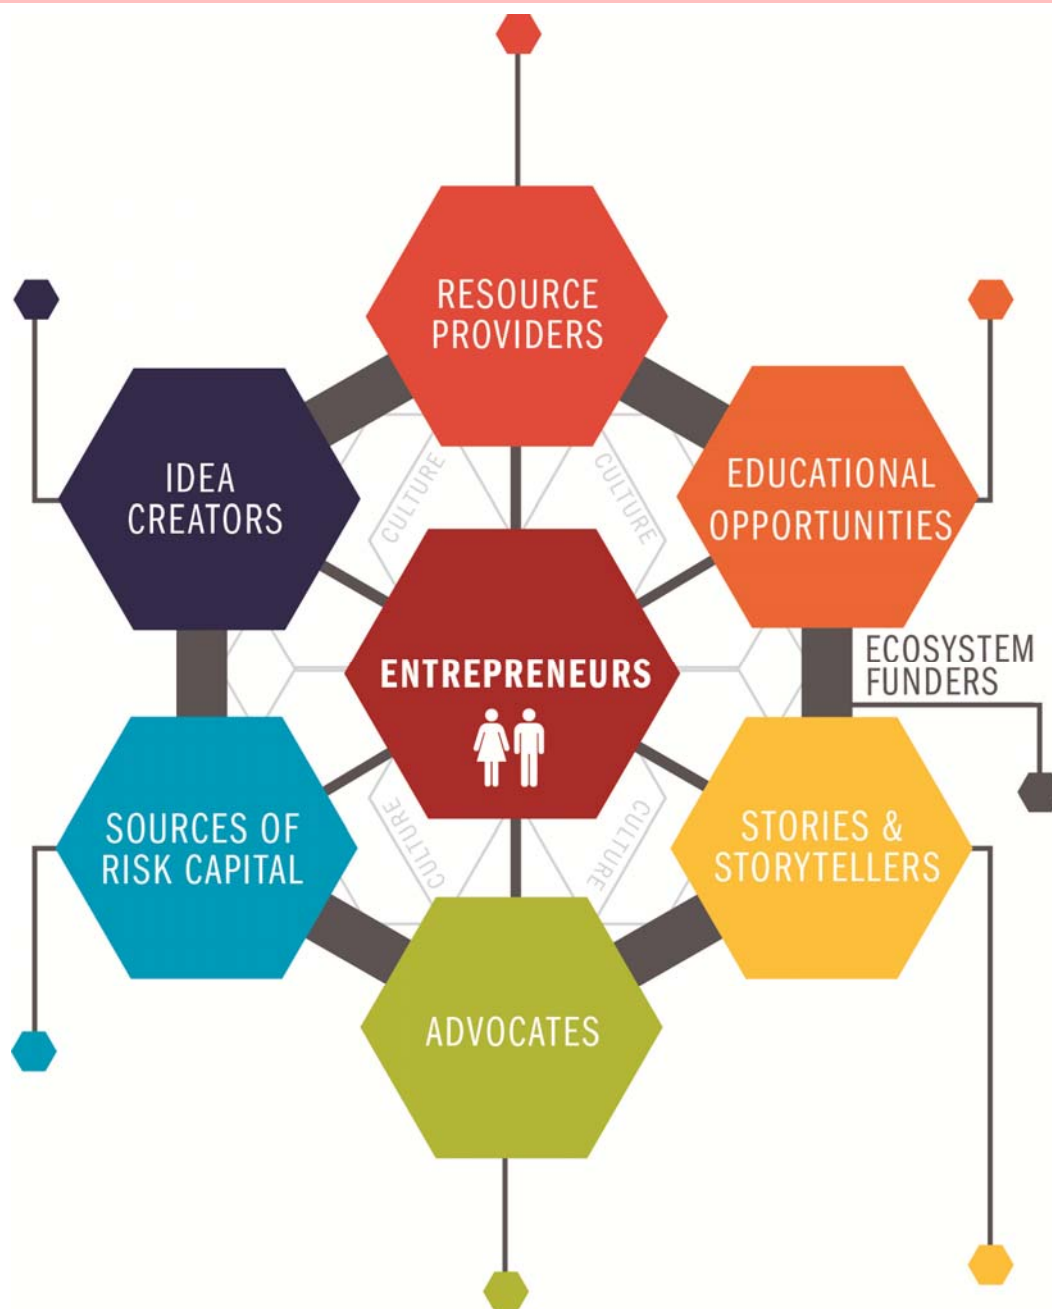 RESOURCE
PROVIDERS
IDEA
CREATORS
EDUCATIONAL
OPPORTUNITIES
CULTURE
CULTURE
ENTREPRENEURS
ECOSYSTEM
FUNDERS
SOURCES OF
RISK CAPITAL
STORIES &
STORYTELLERS
CULTURE
CULTURE
ADVOCATES